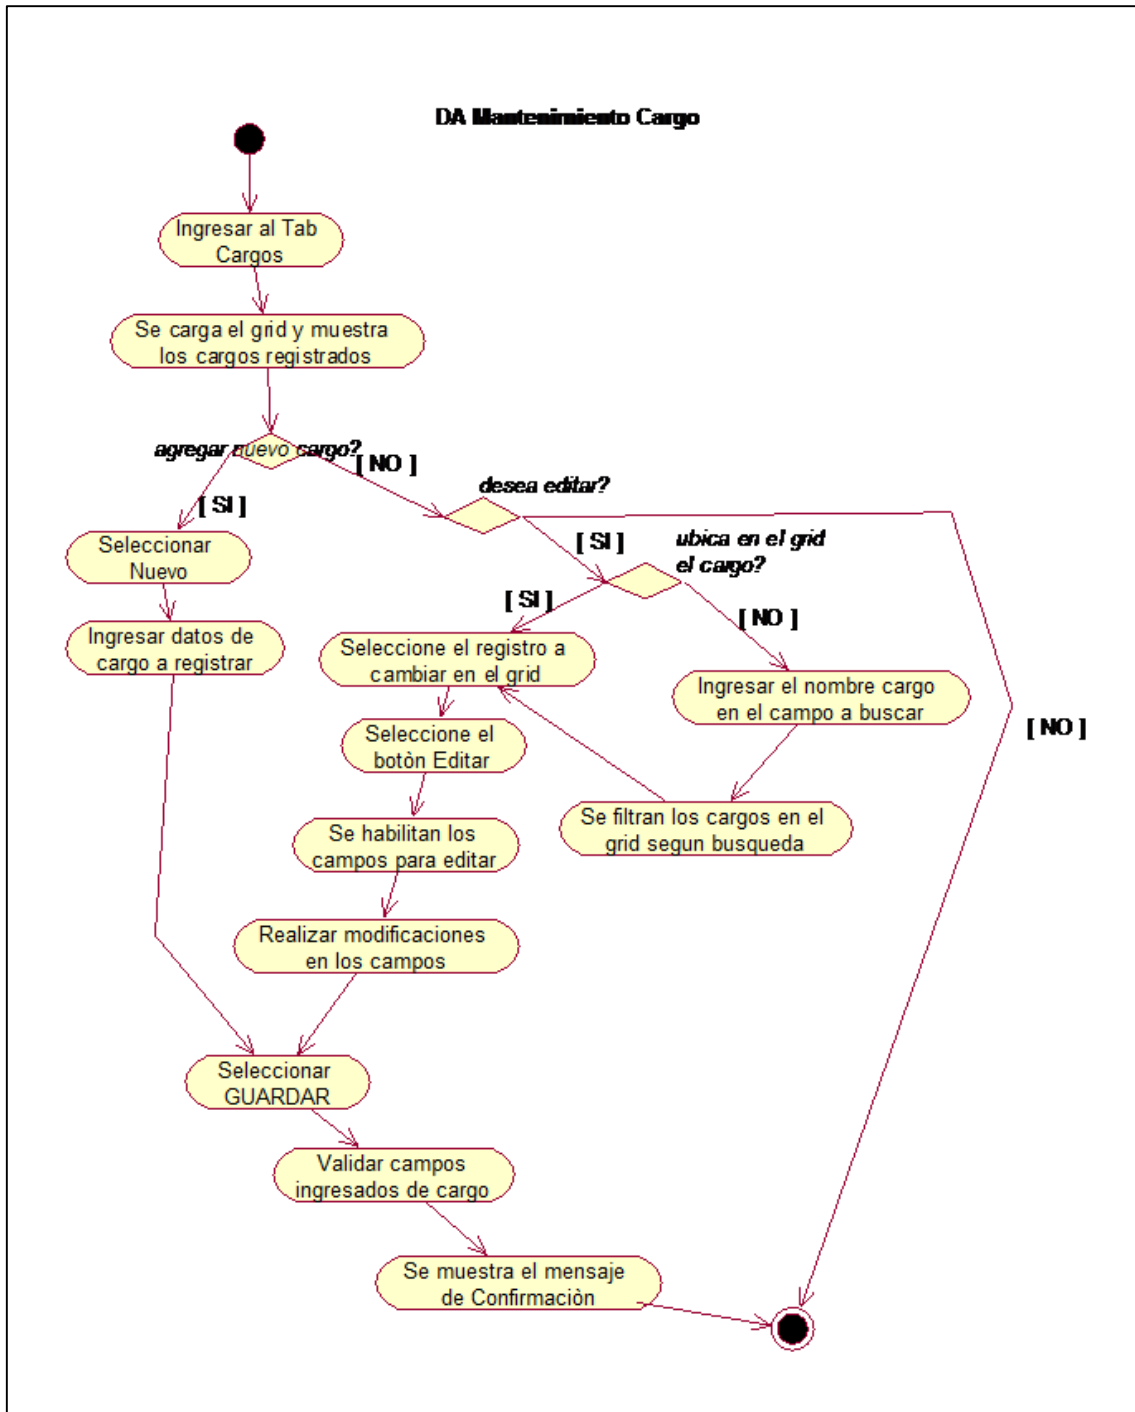 DA Mantenimiento Cargo
Ingresar al Tab
Cargos
Se carga el grid y muestra
los cargos registrados
agregar nuevo cargo?
[ NO ]
[ SI ]
desea editar?
[ SI ]
ubica en el grid
el cargo?
[ SI ]
[ NO ]
[ NO ]
Seleccionar
Nuevo
Ingresar datos de
cargo a registrar
Seleccione el registro a
cambiar en el grid
Ingresar el nombre cargo
en el campo a buscar
Seleccione el
botòn Editar
Se filtran los cargos en el
grid segun busqueda
Se habilitan los
campos para editar
Realizar modificaciones
en los campos
Seleccionar
GUARDAR
Validar campos
ingresados de cargo
Se muestra el mensaje
de Confirmaciòn